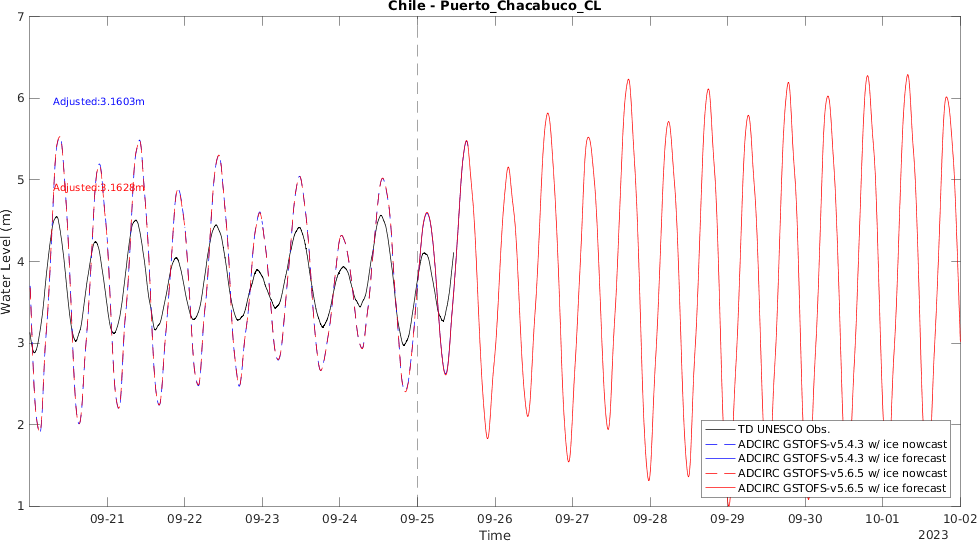 Chile - Puerto_Chacabuco_CL
7
6
5
4
3
2
1
Water Level (m)
Adjusted:3.1603m
Adjusted:3.1628m
TD UNESCO Obs.
ADCIRC GSTOFS-v5.4.3 w/ ice nowcast
ADCIRC GSTOFS-v5.4.3 w/ ice forecast
ADCIRC GSTOFS-v5.6.5 w/ ice nowcast
ADCIRC GSTOFS-v5.6.5 w/ ice forecast
09-21 09-22 09-23 09-24 09-25 09-26 09-27 09-28 09-29 09-30 10-01 10-02
Time
2023